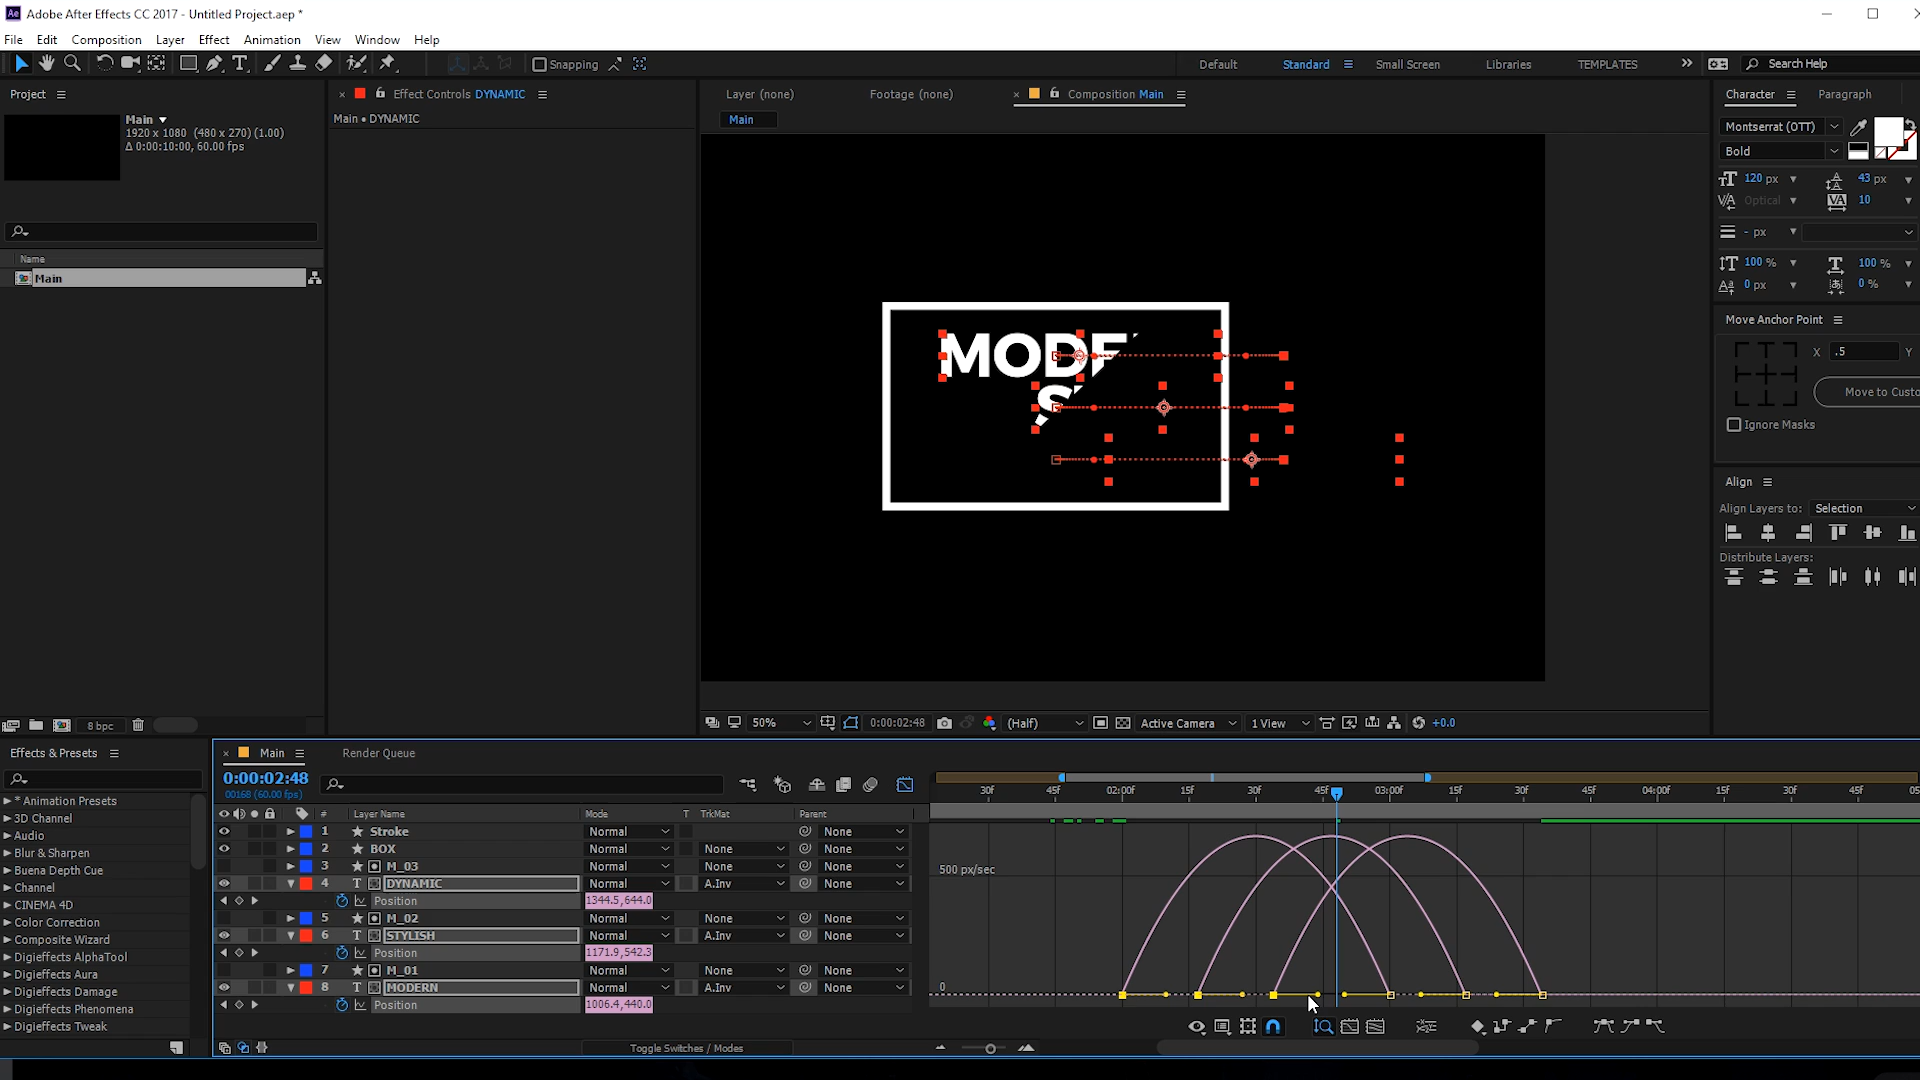 Ae Adobe After Effects CC 2017 - Untitled Project.aep *
File Edit Composition Layer Effect Animation View Window Help
Snapping
Default Standard Small Screen Libraries TEMPLATES Search Help
Project
Main
1920 x 1080 (480 x 270) (1.00)
Δ 0:00:10:00, 60.00 fps
Name
Main
8 bpc
Effect Controls DYNAMIC
Main • DYNAMIC
Layer (none) Footage (none) Composition Main
Main
MODE
S
50% 0:00:02:48 (Half) Active Camera 1 View +0.0
Character Paragraph
Montserrat (OTT)
Bold
120 px 43 px
Optical 10
- px
100 % 100 %
0 px 0 %
Move Anchor Point
X .5 Y
Move to Custo
Ignore Masks
Align
Align Layers to: Selection
Distribute Layers:
Effects & Presets
* Animation Presets
3D Channel
Audio
Blur & Sharpen
Buena Depth Cue
Channel
CINEMA 4D
Color Correction
Composite Wizard
Digieffects AlphaTool
Digieffects Aura
Digieffects Damage
Digieffects Phenomena
Digieffects Tweak
Main Render Queue
0:00:02:48
00168 (60.00 fps)
# Layer Name Mode T TrkMat Parent
1 Stroke Normal None
2 BOX Normal None None
3 M_03 Normal None None
4 T DYNAMIC Normal A.Inv None
Position 1344.5,644.0
5 M_02 Normal None None
6 T STYLISH Normal A.Inv None
Position 1171.9,542.3
7 M_01 Normal None None
8 T MODERN Normal A.Inv None
Position 1006.4,440.0
Toggle Switches / Modes
30f 45f 02:00f 15f 30f 45f 03:00f 15f 30f 45f 04:00f 15f 30f 45f 05
500 px/sec
0